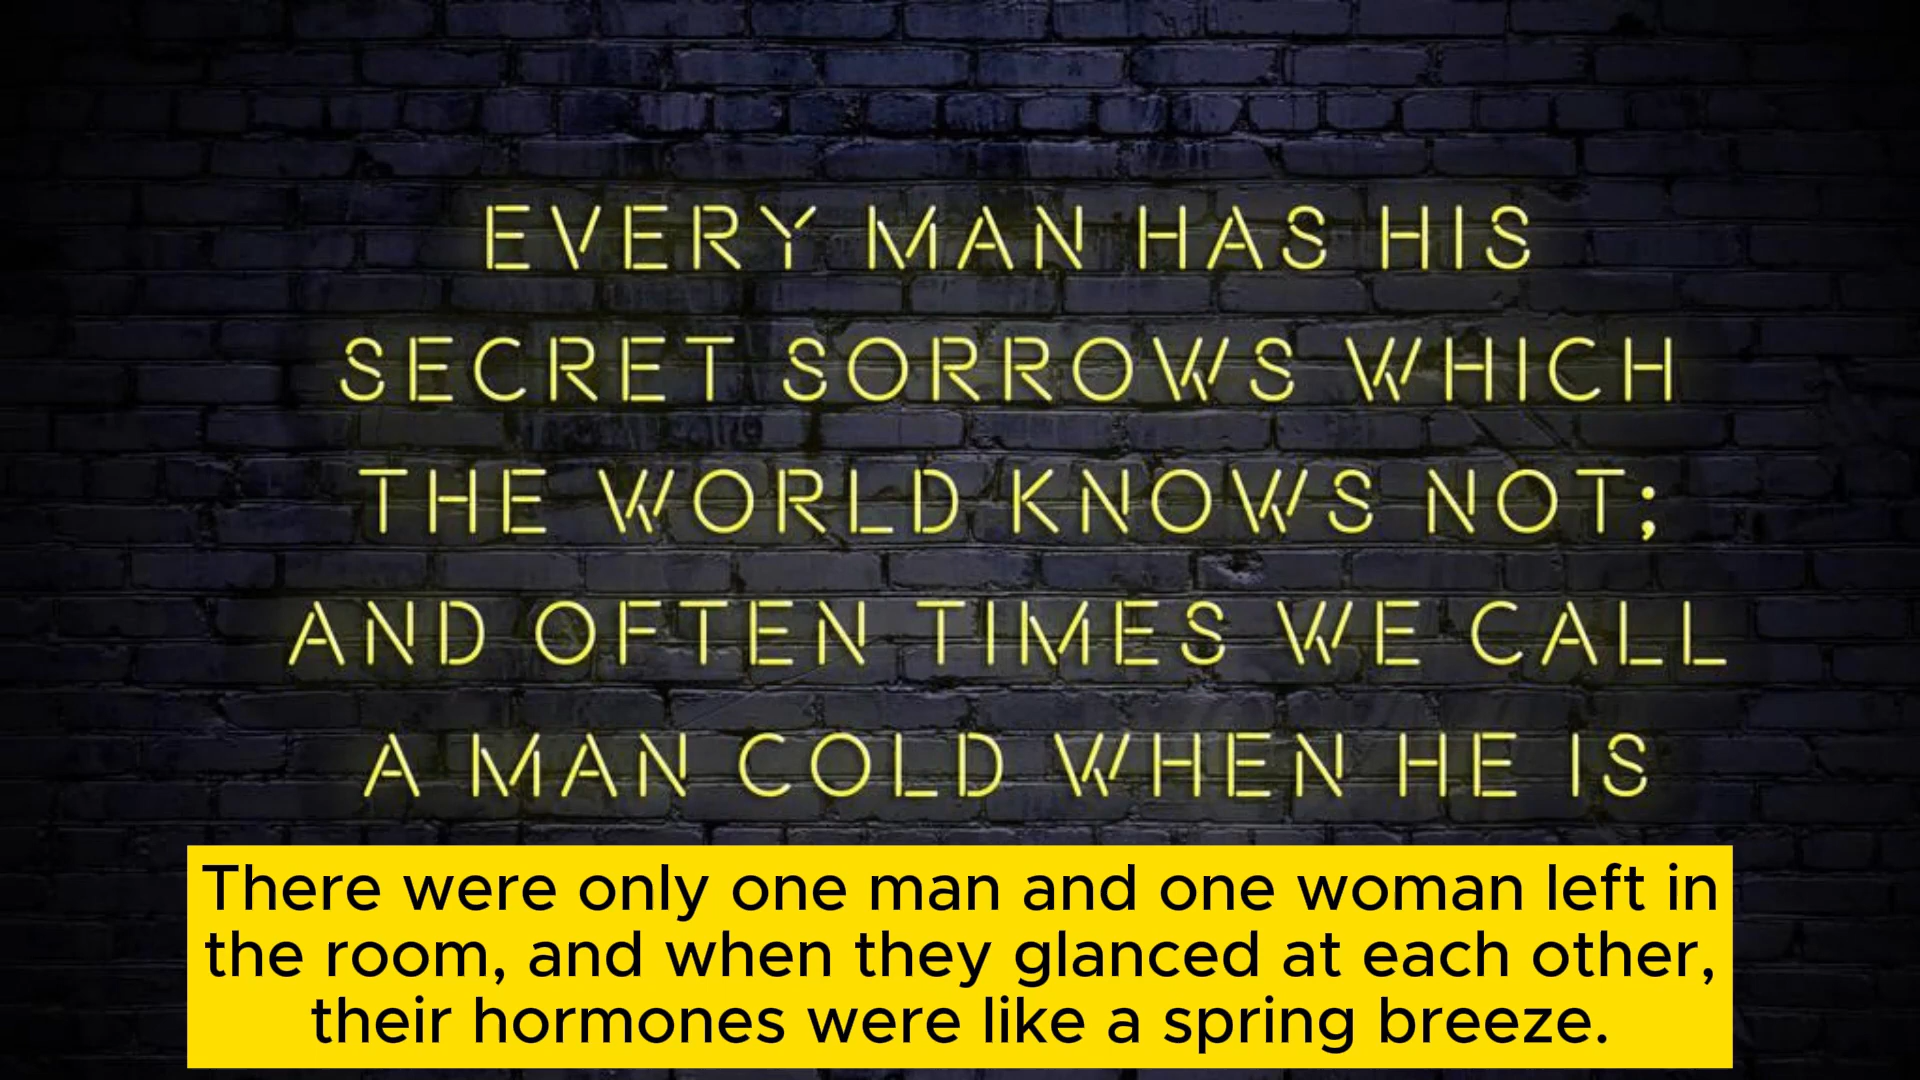 EVERY MAN HAS HIS
SECRET SORROWS WHICH
THE WORLD KNOWS NOT;
AND OFTEN TIMES WE CALL
A MAN COLD WHEN HE IS
There were only one man and one woman left in
the room, and when they glanced at each other,
their hormones were like a spring breeze.